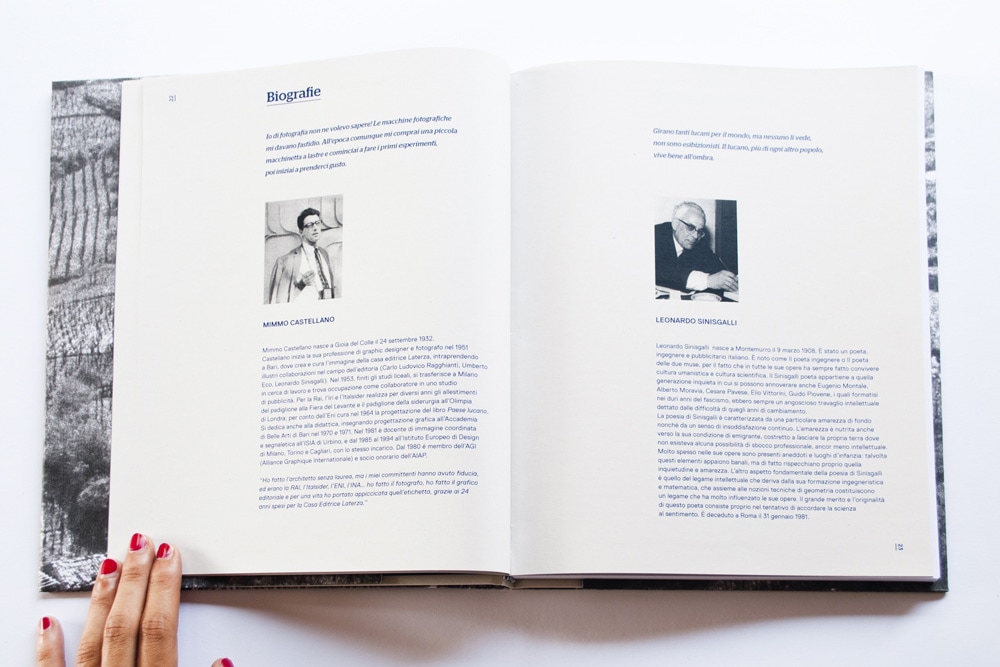 Biografie
Io di fotografia non ne volevo sapere! Le macchine fotografiche
mi davano fastidio. All'epoca comunque mi comprai una piccola
macchinetta a lastre e cominciai a fare i primi esperimenti,
poi iniziai a prenderci gusto.
MIMMO CASTELLANO
Mimmo Castellano nasce a Gioia del Colle il 24 settembre 1932.
Castellano inizia la sua professione di graphic designer e fotografo nel 1951
a Bari, dove crea e cura l'immagine della casa editrice Laterza, intraprendendo
illustri collaborazioni nel campo dell'editoria (Carlo Ludovico Ragghianti, Umberto
Eco, Leonardo Sinisgalli). Nel 1953, finiti gli studi liceali, si trasferisce a Milano
in cerca di lavoro e trova occupazione come collaboratore in uno studio
di pubblicità. Per la Rai, l'Iri e l'Italsider realizza per diversi anni gli allestimenti
del padiglione alla Fiera del Levante e il padiglione della siderurgia all'Olimpia
di Londra; per conto dell'Eni cura nel 1964 la progettazione del libro Paese lucano.
Si dedica anche alla didattica, insegnando progettazione grafica all'Accademia
di Belle Arti di Bari nel 1970 e 1971. Nel 1981 è docente di immagine coordinata
e segnaletica all'ISIA di Urbino, e dal 1985 al 1994 all'Istituto Europeo di Design
di Milano, Torino e Cagliari, con lo stesso incarico. Dal 1980 è membro dell'AGI
(Alliance Graphique Internationale) e socio onorario dell'AIAP.
"Ho fatto l'architetto senza laurea, ma i miei committenti hanno avuto fiducia,
ed erano la RAI, l'Italsider, l'ENI, l'INA... ho fatto il fotografo, ho fatto il grafico
editoriale e per una vita ho portato appiccicata quell'etichetta, grazie ai 24
anni spesi per la Casa Editrice Laterza."
Girano tanti lucani per il mondo, ma nessuno li vede,
non sono esibizionisti. Il lucano, più di ogni altro popolo,
vive bene all'ombra.
LEONARDO SINISGALLI
Leonardo Sinisgalli nasce a Montemurro il 9 marzo 1908. È stato un poeta,
ingegnere e pubblicitario italiano. È noto come Il poeta ingegnere o Il poeta
delle due muse, per il fatto che in tutte le sue opere ha sempre fatto convivere
cultura umanistica e cultura scientifica. Il Sinisgalli poeta appartiene a quella
generazione inquieta in cui si possono annoverare anche Eugenio Montale,
Alberto Moravia, Cesare Pavese, Elio Vittorini, Guido Piovene, i quali formatisi
nei duri anni del fascismo, ebbero sempre un angoscioso travaglio intellettuale
dettato dalle difficoltà di quegli anni di cambiamento.
La poesia di Sinisgalli è caratterizzata da una particolare amarezza di fondo
nonché da un senso di insoddisfazione continuo. L'amarezza è nutrita anche
verso la sua condizione di emigrante, costretto a lasciare la propria terra dove
non esisteva alcuna possibilità di sbocco professionale, ancor meno intellettuale.
Molto spesso nelle sue opere sono presenti aneddoti e luoghi d'infanzia: talvolta
questi elementi appaiono banali, ma di fatto rispecchiano proprio quella
inquietudine e amarezza. L'altro aspetto fondamentale della poesia di Sinisgalli
è quello del legame intellettuale che deriva dalla sua formazione ingegneristica
e matematica, che assieme alle nozioni tecniche di geometria costituiscono
un legame che ha molto influenzato le sue opere. Il grande merito e l'originalità
di questo poeta consiste proprio nel tentativo di accordare la scienza
al sentimento. È deceduto a Roma il 31 gennaio 1981.